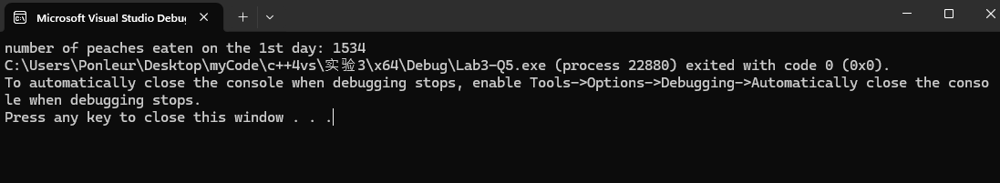 Microsoft Visual Studio Debug
number of peaches eaten on the 1st day: 1534
C:\Users\Ponleur\Desktop\myCode\c++4vs\实验3\x64\Debug\Lab3-Q5.exe (process 22880) exited with code 0 (0x0).
To automatically close the console when debugging stops, enable Tools->Options->Debugging->Automatically close the conso
le when debugging stops.
Press any key to close this window . . .